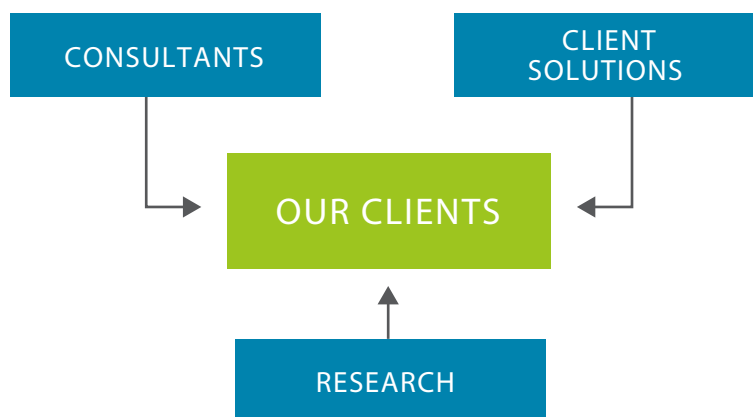 CONSULTANTS
CLIENT
SOLUTIONS
OUR CLIENTS
RESEARCH